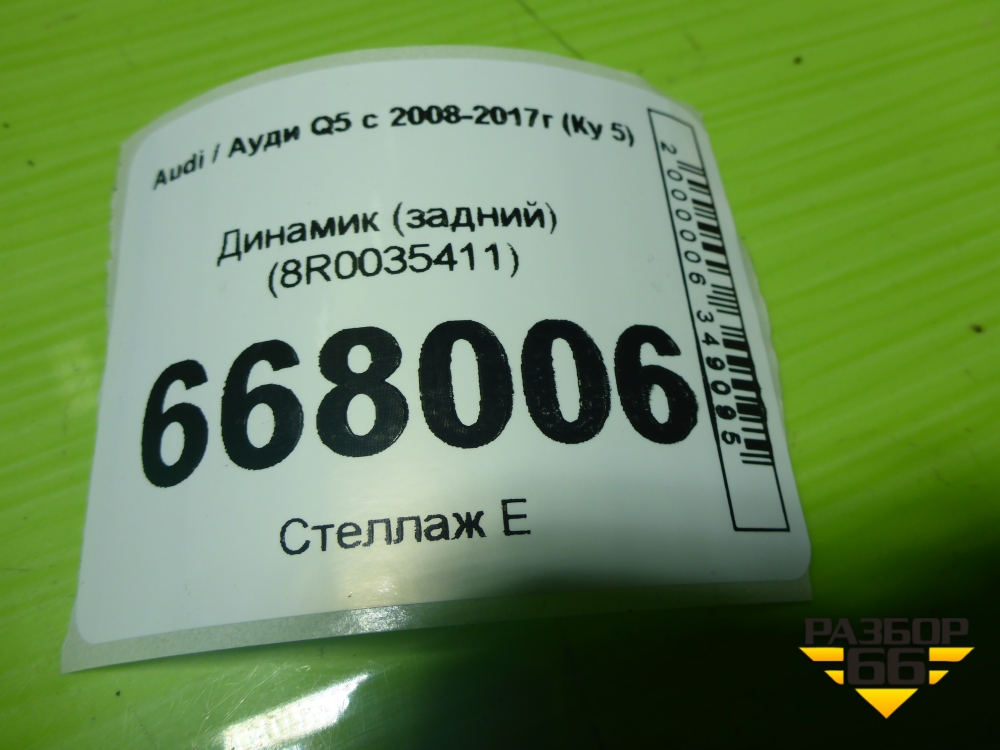 Audi / Ауди Q5 с 2008-2017г (Ку 5)
Динамик (задний)
(8R0035411)
668006
Стеллаж Е
2000006349095
РАЗБОР
66